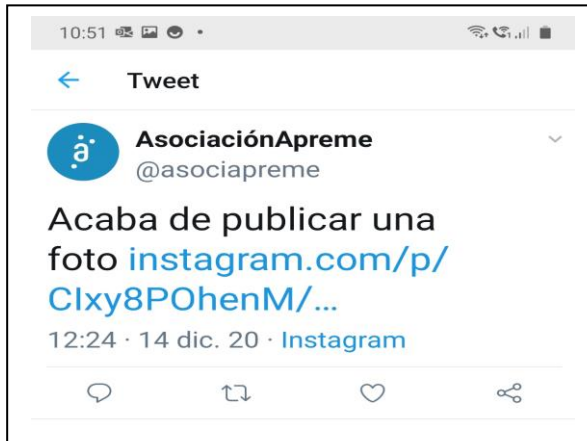 10:51
Tweet
AsociaciónApreme
@asociapreme
Acaba de publicar una
foto instagram.com/p/
CIxy8POhenM/...
12:24 · 14 dic. 20 · Instagram